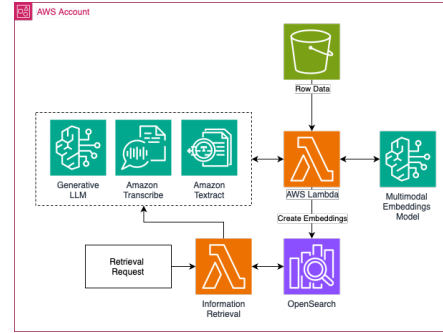 AWS Account
Row Data
Generative
LLM
Amazon
Transcribe
Amazon
Textract
AWS Lambda
Multimodal
Embeddings
Model
Create Embeddings
Retrieval
Request
Information
Retrieval
OpenSearch